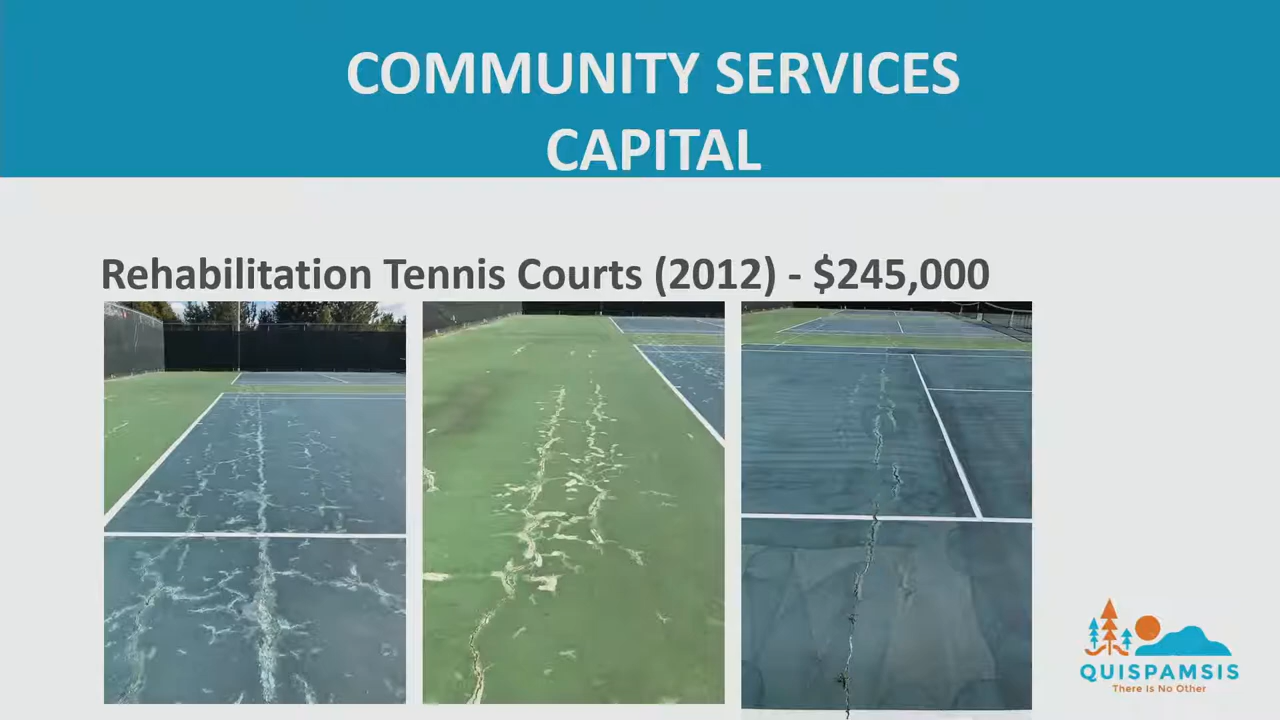 COMMUNITY SERVICES
CAPITAL
Rehabilitation Tennis Courts (2012) - $245,000
QUISPAMSIS
There Is No Other